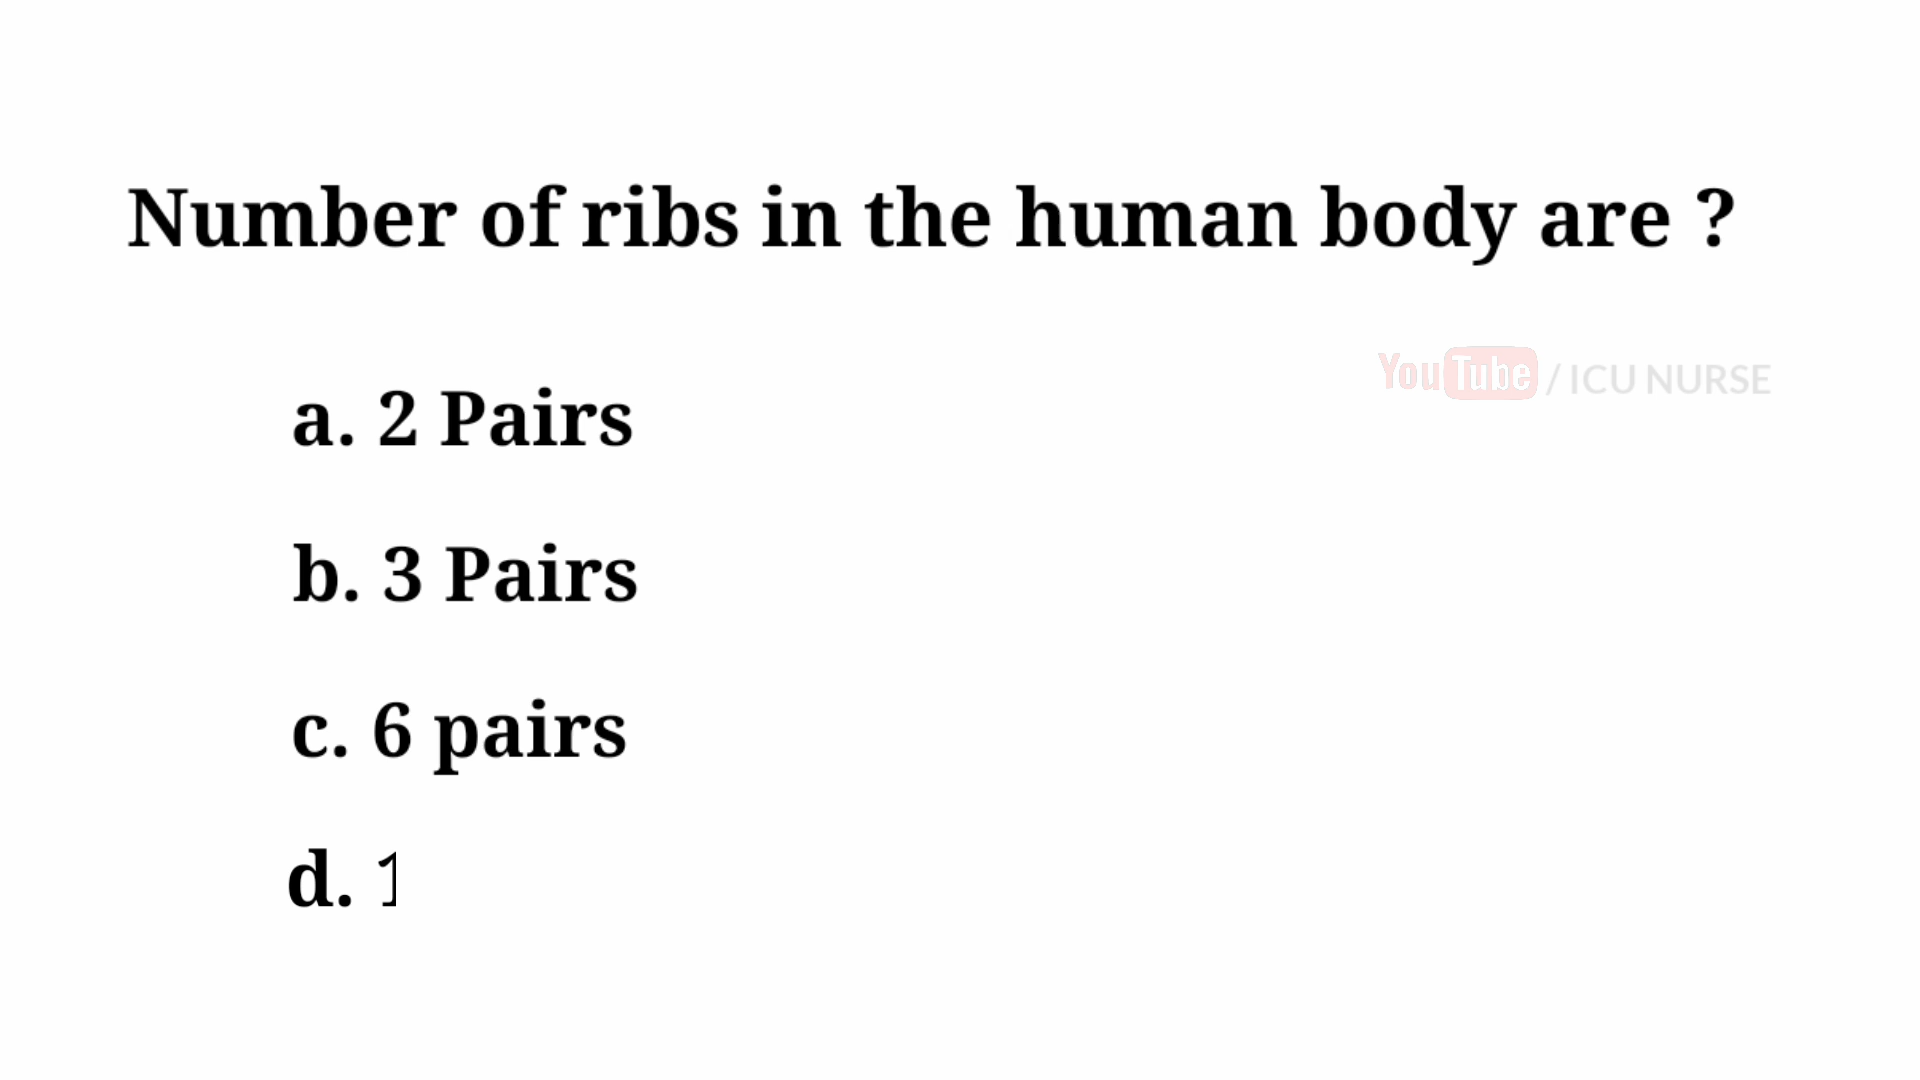 Number of ribs in the human body are ?
YouTube / ICU NURSE
a. 2 Pairs
b. 3 Pairs
c. 6 pairs
d. 1